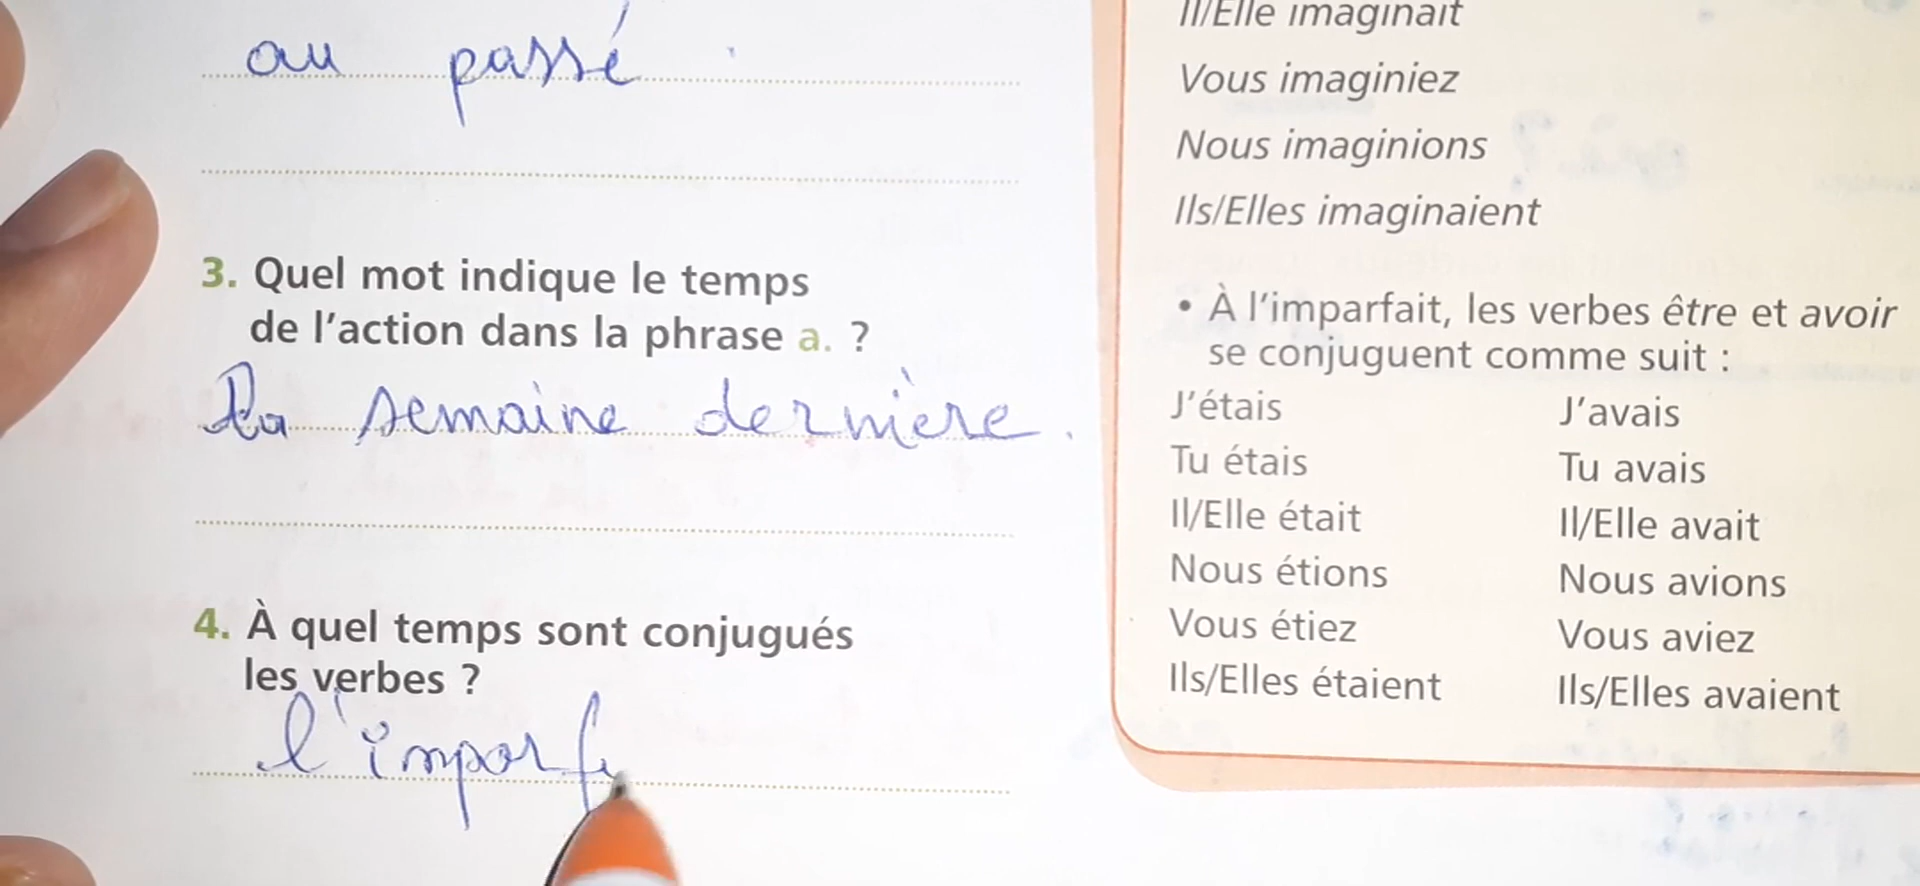 au passé
3. Quel mot indique le temps
de l'action dans la phrase a. ?
La semaine dernière.
4. À quel temps sont conjugués
les verbes ?
l'imparf
Il/Elle imaginait
Vous imaginiez
Nous imaginions
Ils/Elles imaginaient
• À l'imparfait, les verbes être et avoir
se conjuguent comme suit :
J'étais J'avais
Tu étais Tu avais
Il/Elle était Il/Elle avait
Nous étions Nous avions
Vous étiez Vous aviez
Ils/Elles étaient Ils/Elles avaient